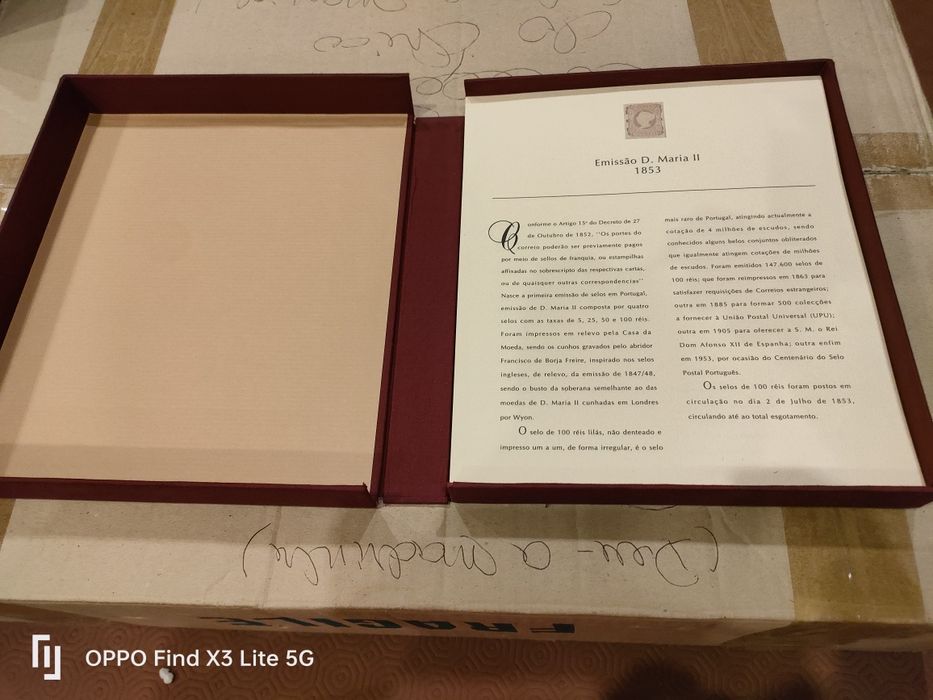 Emissão D. Maria II
1853
Conforme o Artigo 15º do Decreto de 27
de Outubro de 1852, "Os portes do
correio poderão ser previamente pagos
por meio de sellos de franquia, ou estampilhas
affixadas no sobrescripto das respectivas cartas,
ou de quaisquer outras correspondencias"
Nasce a primeira emissão de selos em Portugal,
emissão de D. Maria II composta por quatro
selos com as taxas de 5, 25, 50 e 100 réis.
Foram impressos em relevo pela Casa da
Moeda, sendo os cunhos gravados pelo abridor
Francisco de Borja Freire, inspirado nos selos
ingleses, de relevo, da emissão de 1847/48,
sendo o busto da soberana semelhante ao das
moedas de D. Maria II cunhadas em Londres
por Wyon.
O selo de 100 réis lilás, não denteado e
impresso um a um, de forma irregular, é o selo
mais raro de Portugal, atingindo actualmente a
cotação de 4 milhões de escudos, sendo
conhecidos alguns belos conjuntos obliterados
que igualmente atingem cotações de milhões
de escudos. Foram emitidos 147.600 selos de
100 réis; que foram reimpressos em 1863 para
satisfazer requisições de Correios estrangeiros;
outra em 1885 para formar 500 colecções
a fornecer à União Postal Universal (UPU);
outra em 1905 para oferecer a S. M. o Rei
Dom Afonso XII de Espanha; outra enfim
em 1953, por ocasião do Centenário do Selo
Postal Português.
Os selos de 100 réis foram postos em
circulação no dia 2 de Julho de 1853,
circulando até ao total esgotamento.
(Deu - a madrinha)
FRAGILE
OPPO Find X3 Lite 5G